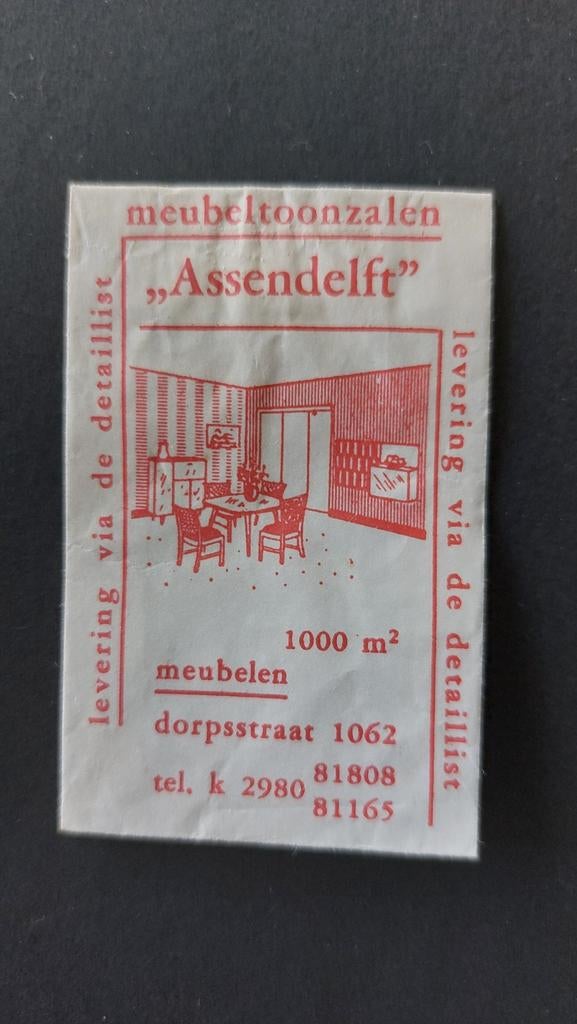 meubeltoonzalen
„Assendelft”
levering via de detaillist
levering via de detaillist
1000 m²
meubelen
dorpsstraat 1062
tel. k 2980 81808
81165